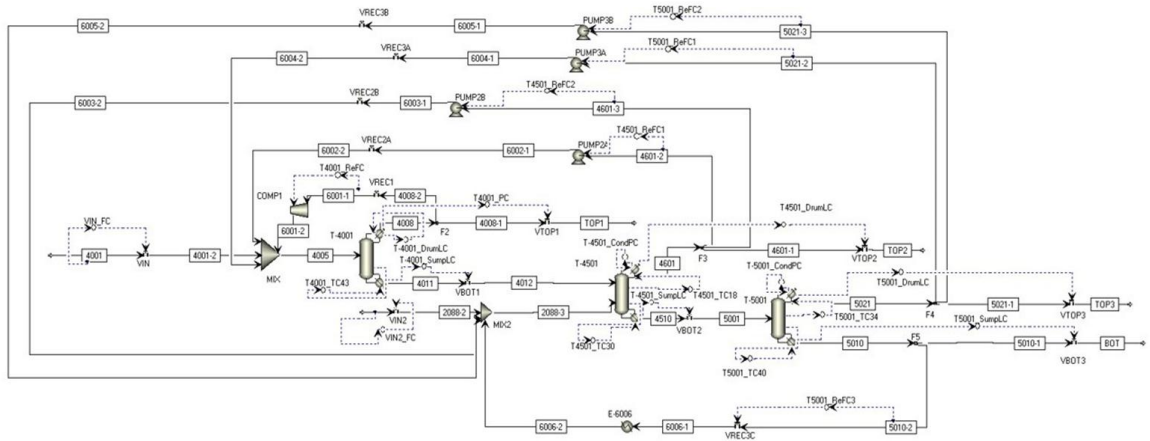 T5001_ReFC2
VREC3B
PUMP3B
6005-2
6005-1
5021-3
T5001_ReFC1
VREC3A
PUMP3A
6004-2
6004-1
5021-2
T4501_ReFC2
VREC2B
PUMP2B
6003-2
6003-1
4601-3
T4501_ReFC1
VREC2A
PUMP2A
6002-2
6002-1
4601-2
T4001_ReFC
COMP1
VREC1
6001-1
4008-2
T4001_PC
T4501_DrumLC
VIN_FC
6001-2
4008
F2
4008-1
VTOP1
TOP1
T-4001
T-4001_DrumLC
T-4501_CondPC
F3
4601-1
VTOP2
TOP2
4001
VIN
4001-2
MIX
4005
T-4001_SumpLC
T-4501
4601
T-5001_CondPC
T-5001_DrumLC
T4001_TC43
4011
VBOT1
4012
T-4501_SumpLC
T4501_TC18
T-5001
5021
F4
5021-1
VTOP3
TOP3
VIN2
2088-2
MIX2
2088-3
4510
VBOT2
5001
T5001_TC34
T5001_SumpLC
VIN2_FC
T4501_TC30
5010
F5
5010-1
VBOT3
BOT
T5001_TC40
T5001_ReFC3
E-6006
6006-2
6006-1
VREC3C
5010-2